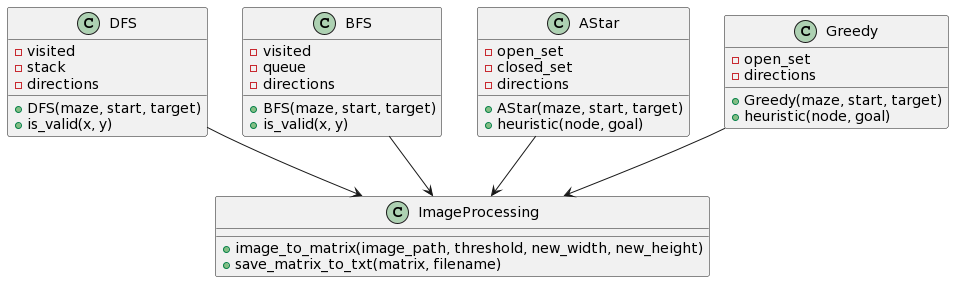 C DFS
visited
stack
directions
DFS(maze, start, target)
is_valid(x, y)
C BFS
visited
queue
directions
BFS(maze, start, target)
is_valid(x, y)
C AStar
open_set
closed_set
directions
AStar(maze, start, target)
heuristic(node, goal)
C Greedy
open_set
directions
Greedy(maze, start, target)
heuristic(node, goal)
C ImageProcessing
image_to_matrix(image_path, threshold, new_width, new_height)
save_matrix_to_txt(matrix, filename)